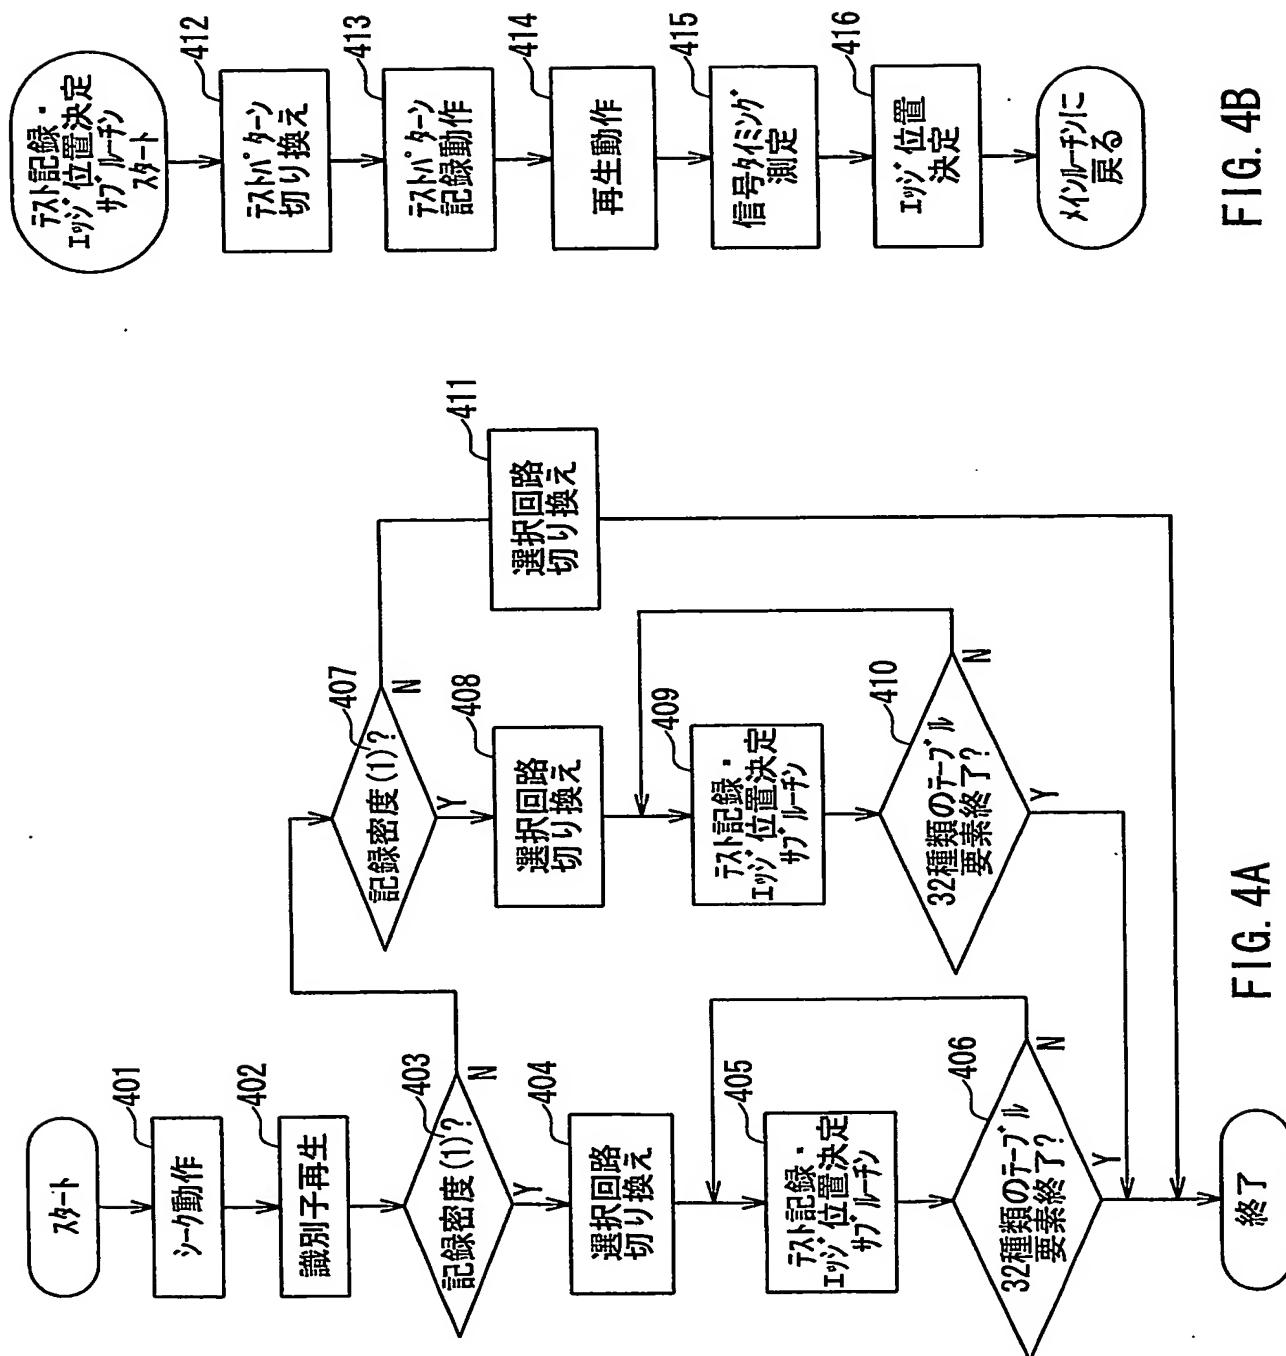 スタート
401
シーク動作
402
識別子再生
403
記録密度(1)?
N
Y
404
選択回路
切り換え
405
テスト記録・
エッジ位置決定
サブルーチン
406
32種類のテーブル
要素終了?
N
Y
407
記録密度(1)?
N
Y
408
選択回路
切り換え
409
テスト記録・
エッジ位置決定
サブルーチン
410
32種類のテーブル
要素終了?
N
Y
411
選択回路
切り換え
終了
FIG. 4A
テスト記録・
エッジ位置決定
サブルーチン
スタート
412
テストパターン
切り換え
413
テストパターン
記録動作
414
再生動作
415
信号タイミング
測定
416
エッジ位置
決定
メインルーチンに
戻る
FIG. 4B